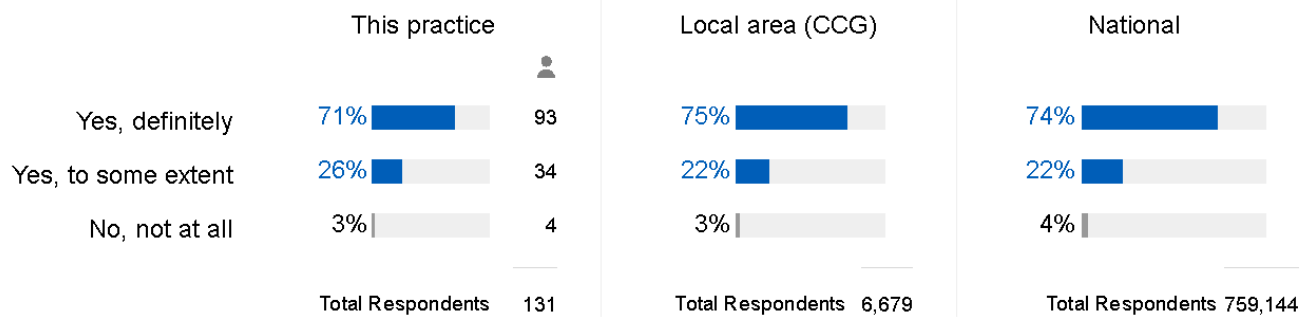 This practice Local area (CCG) National
Yes, definitely 71% 93 75% 74%
Yes, to some extent 26% 34 22% 22%
No, not at all 3% 4 3% 4%
Total Respondents 131 Total Respondents 6,679 Total Respondents 759,144